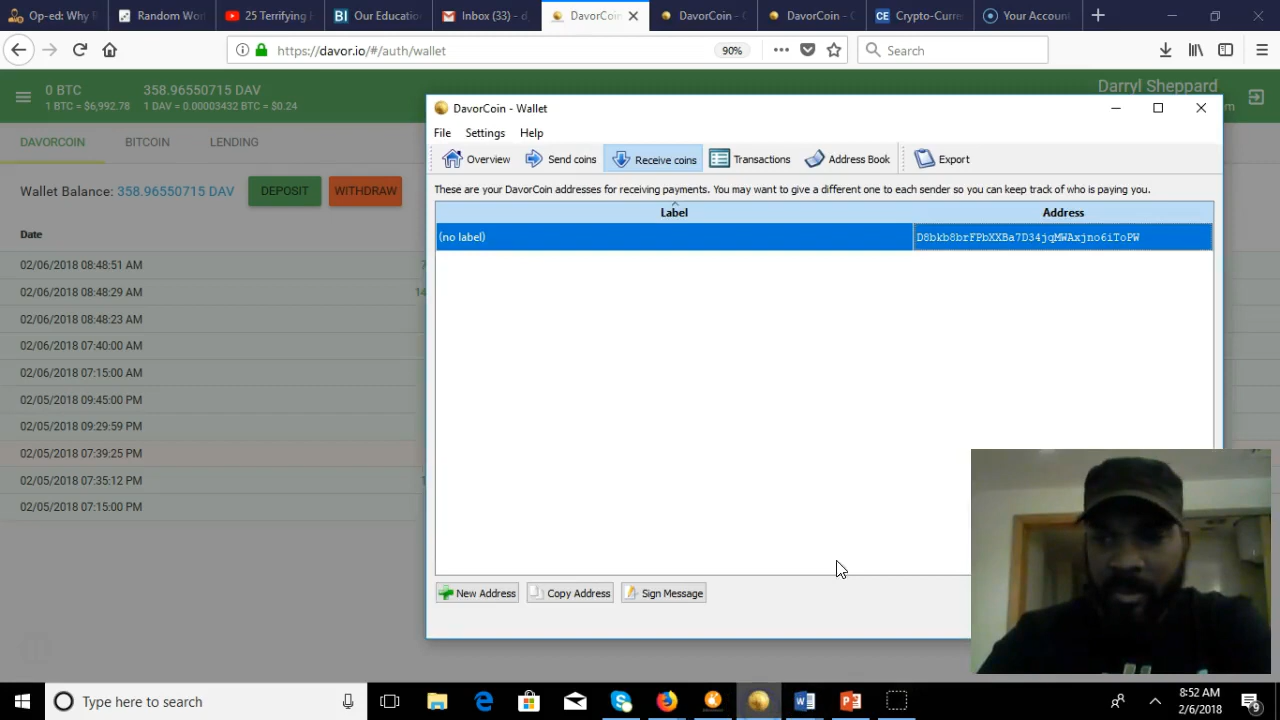 Op-ed: Why
Random Wor
25 Terrifying
BI Our Educatio
Inbox (33) - d
DavorCoin
DavorCoin - C
DavorCoin - C
CE Crypto-Curre
Your Account
https://davor.io/#/auth/wallet
90%
Search
0 BTC
1 BTC = $6,992.78
358.96550715 DAV
1 DAV = 0.00003432 BTC = $0.24
Darryl Sheppard
m
DAVORCOIN
BITCOIN
LENDING
Wallet Balance: 358.96550715 DAV
DEPOSIT
WITHDRAW
Date
02/06/2018 08:48:51 AM
7
02/06/2018 08:48:29 AM
14
02/06/2018 08:48:23 AM
02/06/2018 07:40:00 AM
02/06/2018 07:15:00 AM
02/05/2018 09:45:00 PM
02/05/2018 09:29:59 PM
02/05/2018 07:39:25 PM
02/05/2018 07:35:12 PM
1
02/05/2018 07:15:00 PM
DavorCoin - Wallet
File Settings Help
Overview
Send coins
Receive coins
Transactions
Address Book
Export
These are your DavorCoin addresses for receiving payments. You may want to give a different one to each sender so you can keep track of who is paying you.
Label
Address
(no label)
D8bkb8brFPbXXBa7D34jqMWAxjno6iToPW
New Address
Copy Address
Sign Message
Type here to search
8:52 AM
2/6/2018
9